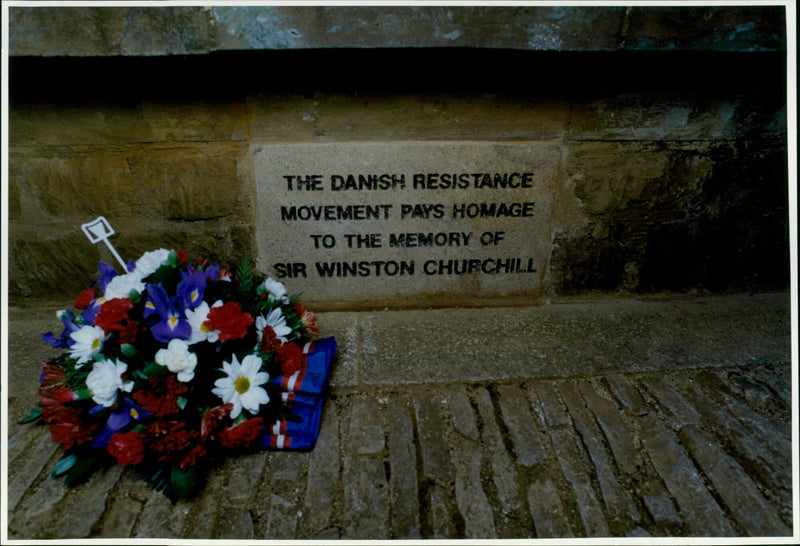 THE DANISH RESISTANCE
MOVEMENT PAYS HOMAGE
TO THE MEMORY OF
SIR WINSTON CHURCHILL